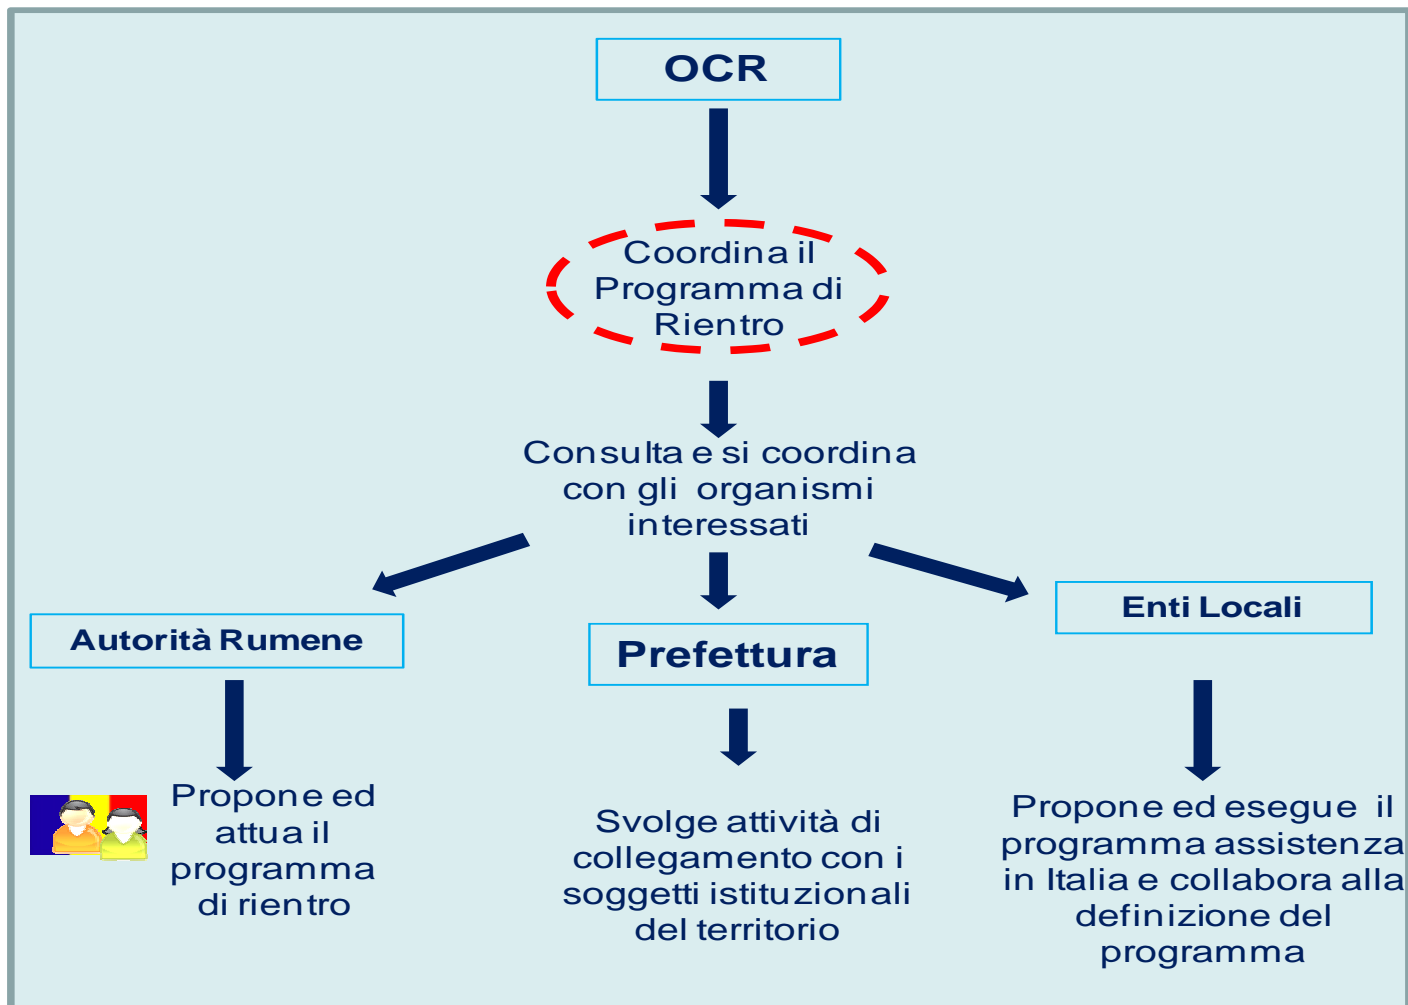 OCR
Coordina il
Programma di
Rientro
Consulta e si coordina
con gli organismi
interessati
Autorità Rumene
Propone ed
attua il
programma
di rientro
Prefettura
Svolge attività di
collegamento con i
soggetti istituzionali
del territorio
Enti Locali
Propone ed esegue il
programma assistenza
in Italia e collabora alla
definizione del
programma